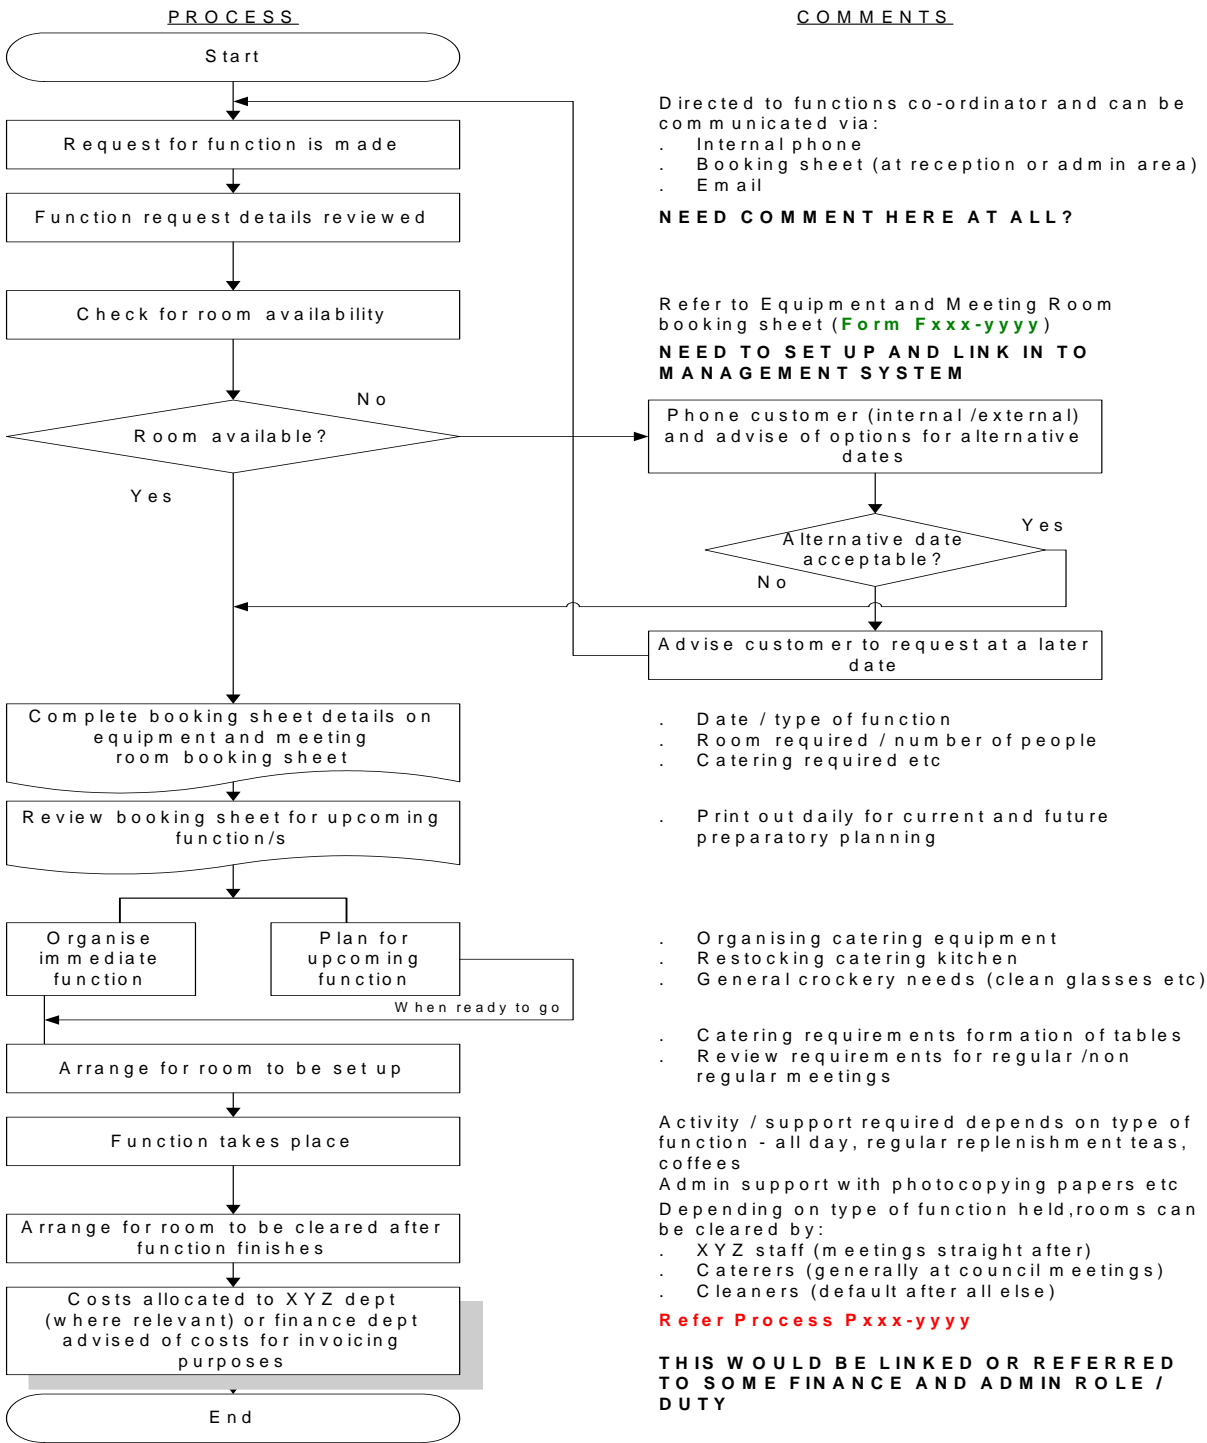 PROCESS
COMMENTS
Start
Directed to functions co-ordinator and can be
communicated via:
. Internal phone
. Booking sheet (at reception or admin area)
. Email
Request for function is made
Function request details reviewed
NEED COMMENT HERE AT ALL?
Check for room availability
Refer to Equipment and Meeting Room
booking sheet (Form Fxxx-yyyy)
NEED TO SET UP AND LINK IN TO
MANAGEMENT SYSTEM
No
Room available?
Yes
Phone customer (internal /external)
and advise of options for alternative
dates
Yes
Alternative date
acceptable?
No
Advise customer to request at a later
date
Complete booking sheet details on
equipment and meeting
room booking sheet
. Date / type of function
. Room required / number of people
. Catering required etc
Review booking sheet for upcoming
function/s
. Print out daily for current and future
preparatory planning
Organise
immediate
function
Plan for
upcoming
function
. Organising catering equipment
. Restocking catering kitchen
. General crockery needs (clean glasses etc)
When ready to go
. Catering requirements formation of tables
. Review requirements for regular /non
regular meetings
Arrange for room to be set up
Function takes place
Activity / support required depends on type of
function - all day, regular replenishment teas,
coffees
Admin support with photocopying papers etc
Arrange for room to be cleared after
function finishes
Depending on type of function held,rooms can
be cleared by:
. XYZ staff (meetings straight after)
. Caterers (generally at council meetings)
. Cleaners (default after all else)
Costs allocated to XYZ dept
(where relevant) or finance dept
advised of costs for invoicing
purposes
Refer Process Pxxx-yyyy
THIS WOULD BE LINKED OR REFERRED
TO SOME FINANCE AND ADMIN ROLE /
DUTY
End